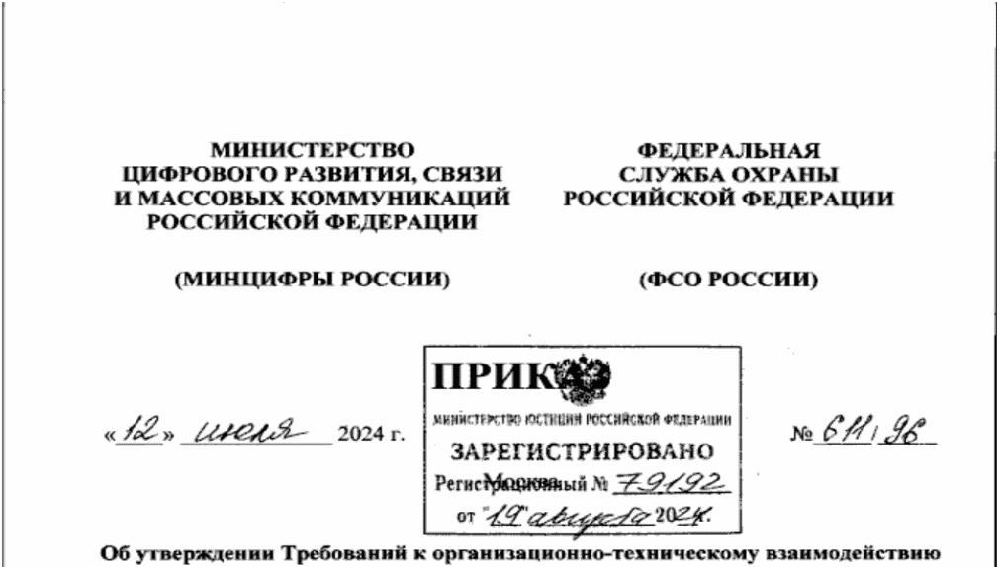 МИНИСТЕРСТВО
ЦИФРОВОГО РАЗВИТИЯ, СВЯЗИ
И МАССОВЫХ КОММУНИКАЦИЙ
РОССИЙСКОЙ ФЕДЕРАЦИИ
(МИНЦИФРЫ РОССИИ)
ФЕДЕРАЛЬНАЯ
СЛУЖБА ОХРАНЫ
РОССИЙСКОЙ ФЕДЕРАЦИИ
(ФСО РОССИИ)
ПРИК
МИНИСТЕРСТВО ЮСТИЦИИ РОССИЙСКОЙ ФЕДЕРАЦИИ
«12» июля 2024 г.
№ 611/96
ЗАРЕГИСТРИРОВАНО
Москва
Регистрационный № 79192
от "19" августа 2024.
Об утверждении Требований к организационно-техническому взаимодействию